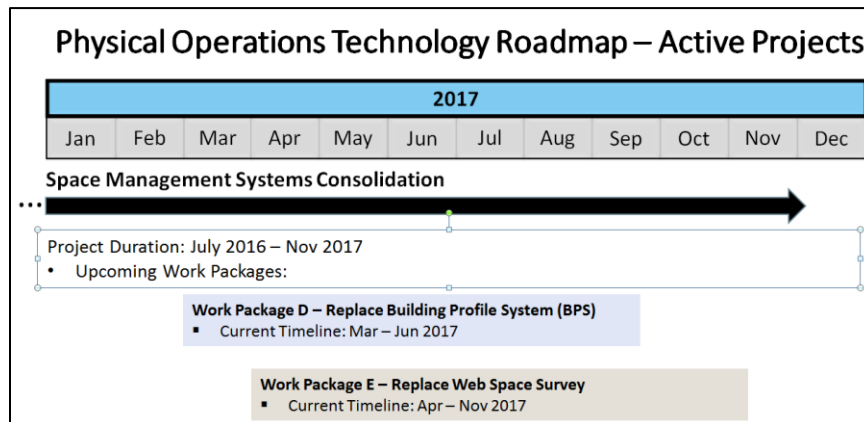 Physical Operations Technology Roadmap – Active Projects
2017
Jan Feb Mar Apr May Jun Jul Aug Sep Oct Nov Dec
Space Management Systems Consolidation
...
Project Duration: July 2016 – Nov 2017
• Upcoming Work Packages:
Work Package D – Replace Building Profile System (BPS)
▪ Current Timeline: Mar – Jun 2017
Work Package E – Replace Web Space Survey
▪ Current Timeline: Apr – Nov 2017